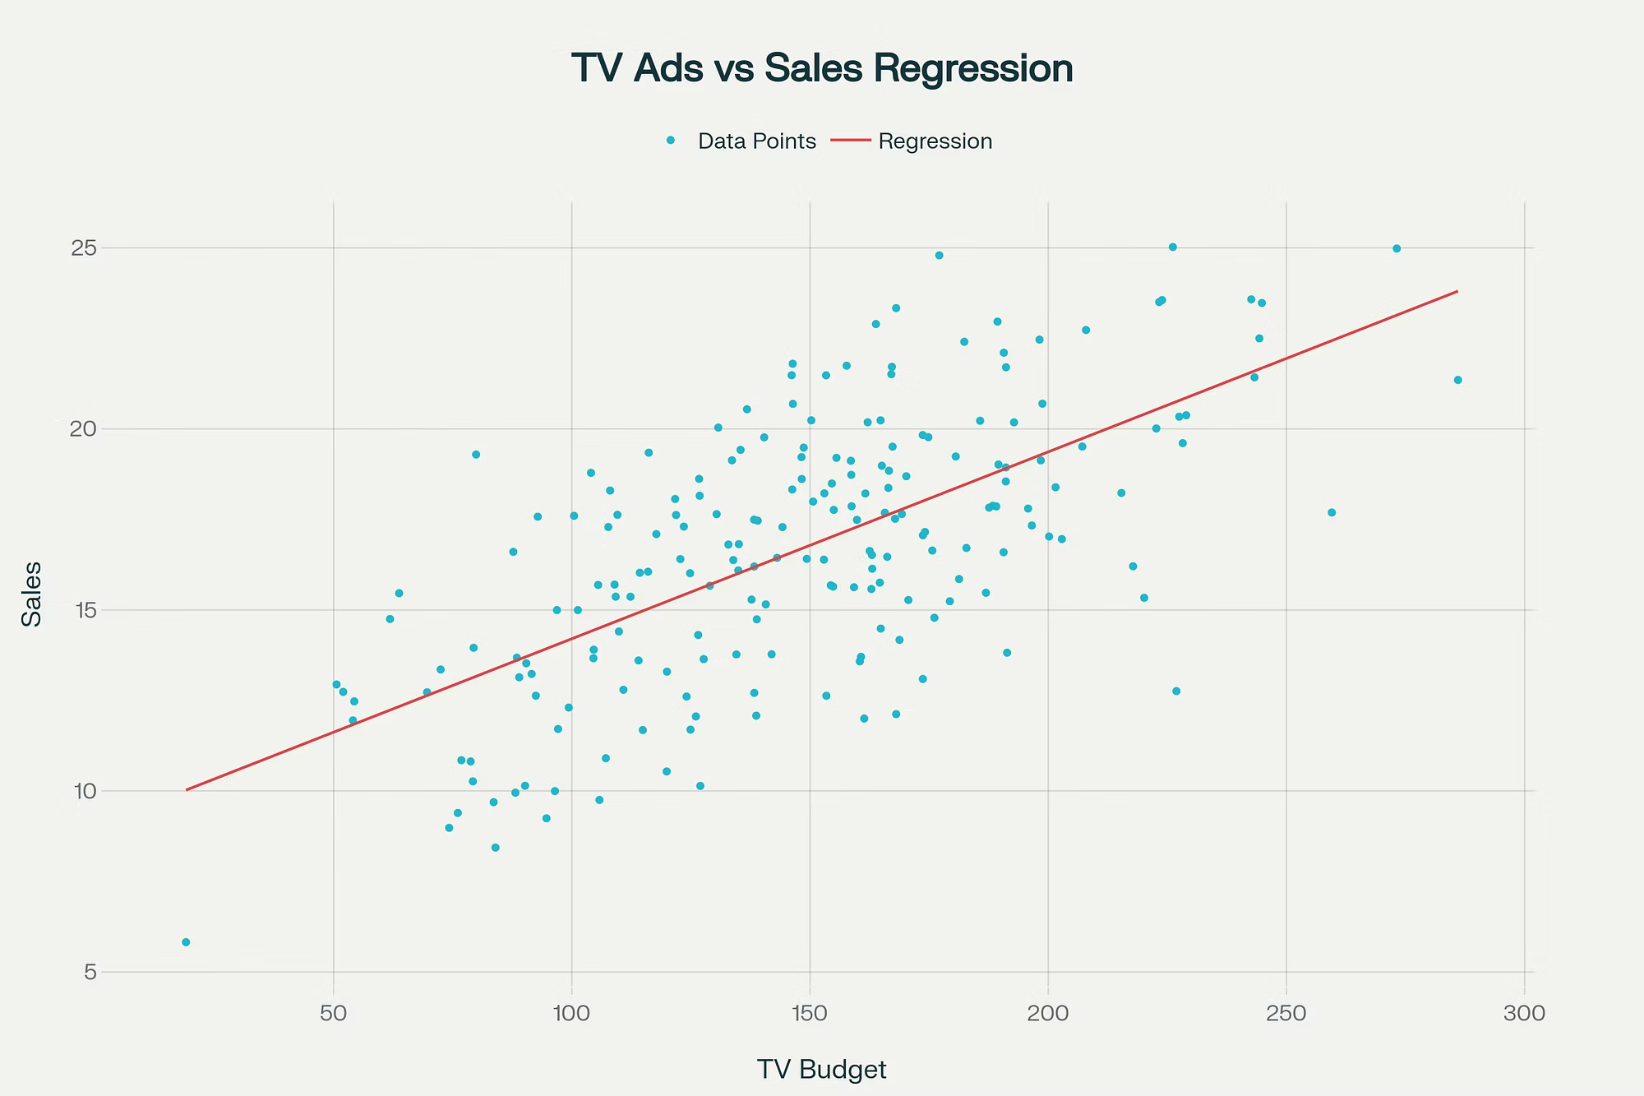 TV Ads vs Sales Regression
Data Points
Regression
25
20
15
10
5
Sales
50
100
150
200
250
300
TV Budget